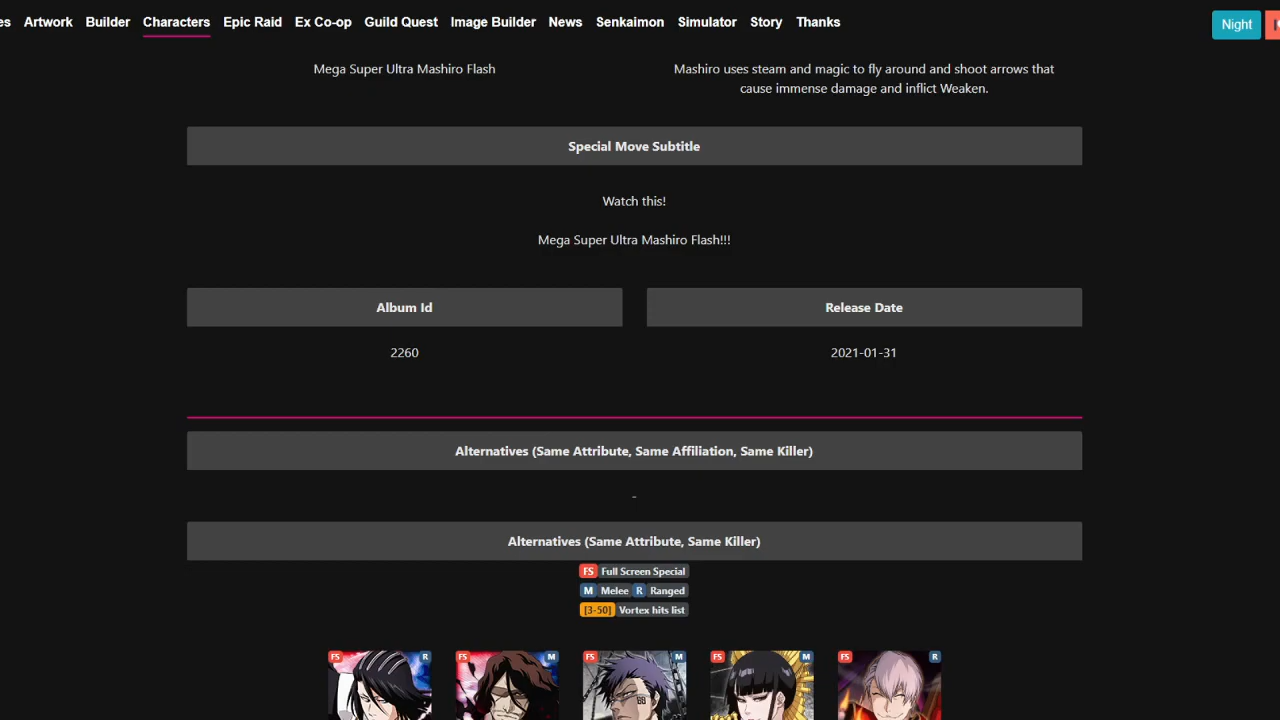 es Artwork Builder Characters Epic Raid Ex Co-op Guild Quest Image Builder News Senkaimon Simulator Story Thanks Night
Mega Super Ultra Mashiro Flash
Mashiro uses steam and magic to fly around and shoot arrows that
cause immense damage and inflict Weaken.
Special Move Subtitle
Watch this!
Mega Super Ultra Mashiro Flash!!!
Album Id
Release Date
2260
2021-01-31
Alternatives (Same Attribute, Same Affiliation, Same Killer)
-
Alternatives (Same Attribute, Same Killer)
FS Full Screen Special
M Melee R Ranged
[3-50] Vortex hits list
FS R FS M FS M FS M FS R
69